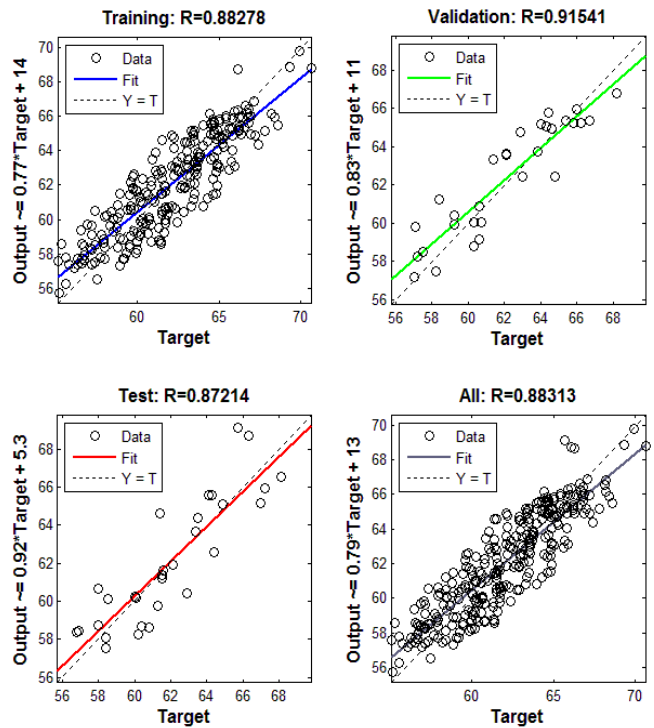 Training: R=0.88278
Output ~= 0.77*Target + 14
70
68
66
64
62
60
58
56
Data
Fit
Y = T
60
65
70
Target
Validation: R=0.91541
Output ~= 0.83*Target + 11
68
66
64
62
60
58
56
Data
Fit
Y = T
56
58
60
62
64
66
68
Target
Test: R=0.87214
Output ~= 0.92*Target + 5.3
68
66
64
62
60
58
56
Data
Fit
Y = T
56
58
60
62
64
66
68
Target
All: R=0.88313
Output ~= 0.79*Target + 13
70
68
66
64
62
60
58
56
Data
Fit
Y = T
60
65
70
Target